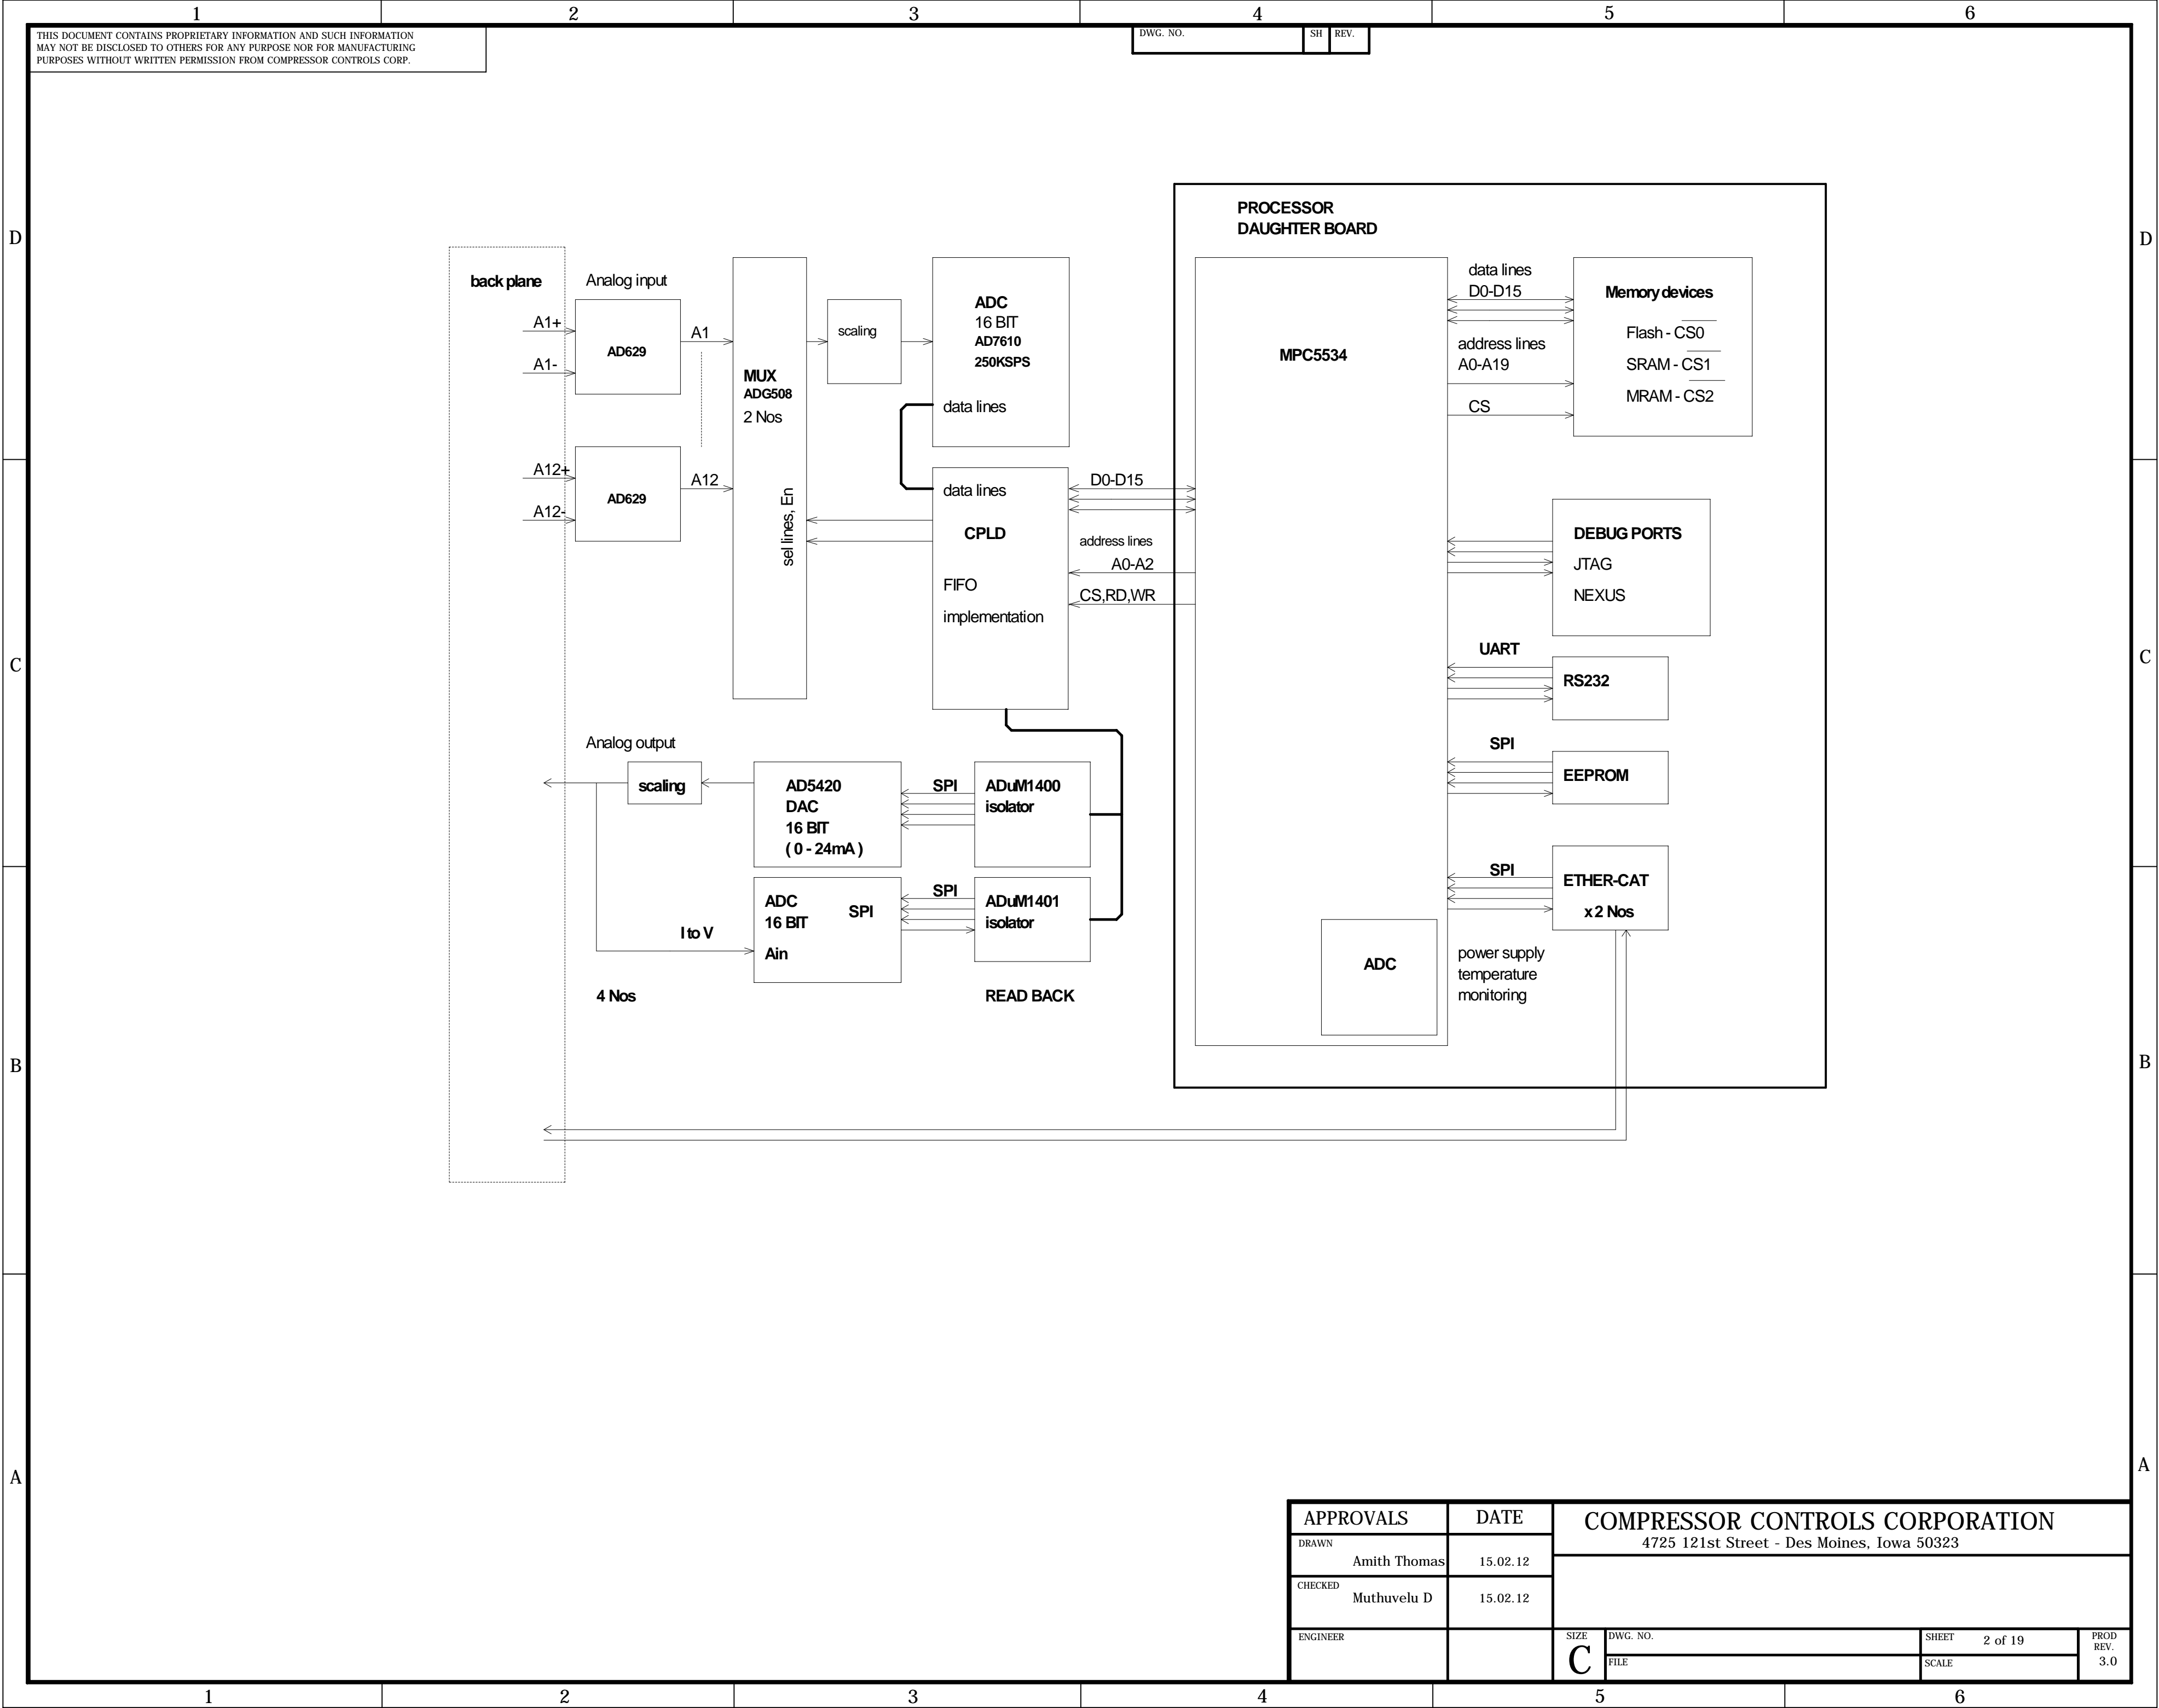 1 2 3 4 5 6
THIS DOCUMENT CONTAINS PROPRIETARY INFORMATION AND SUCH INFORMATION
MAY NOT BE DISCLOSED TO OTHERS FOR ANY PURPOSE NOR FOR MANUFACTURING
PURPOSES WITHOUT WRITTEN PERMISSION FROM COMPRESSOR CONTROLS CORP.
DWG. NO. SH REV.
D
C
B
A
back plane
Analog input
A1+
A1-
AD629
A1
A12+
A12-
AD629
A12
MUX
ADG508
2 Nos
sel lines, En
scaling
ADC
16 BIT
AD7610
250KSPS
data lines
data lines
CPLD
FIFO
implementation
D0-D15
address lines
A0-A2
CS,RD,WR
Analog output
scaling
AD5420
DAC
16 BIT
( 0 - 24mA )
SPI
ADuM1400
isolator
ADC
16 BIT
SPI
Ain
SPI
ADuM1401
isolator
I to V
4 Nos
READ BACK
PROCESSOR
DAUGHTER BOARD
MPC5534
data lines
D0-D15
address lines
A0-A19
CS
Memory devices
Flash - CS0
SRAM - CS1
MRAM - CS2
DEBUG PORTS
JTAG
NEXUS
UART
RS232
SPI
EEPROM
SPI
ETHER-CAT
x 2 Nos
ADC
power supply
temperature
monitoring
D
C
B
A
APPROVALS DATE
DRAWN
Amith Thomas 15.02.12
CHECKED
Muthuvelu D 15.02.12
ENGINEER
COMPRESSOR CONTROLS CORPORATION
4725 121st Street - Des Moines, Iowa 50323
SIZE
C
DWG. NO.
FILE
SHEET 2 of 19
SCALE
PROD
REV.
3.0
1 2 3 4 5 6